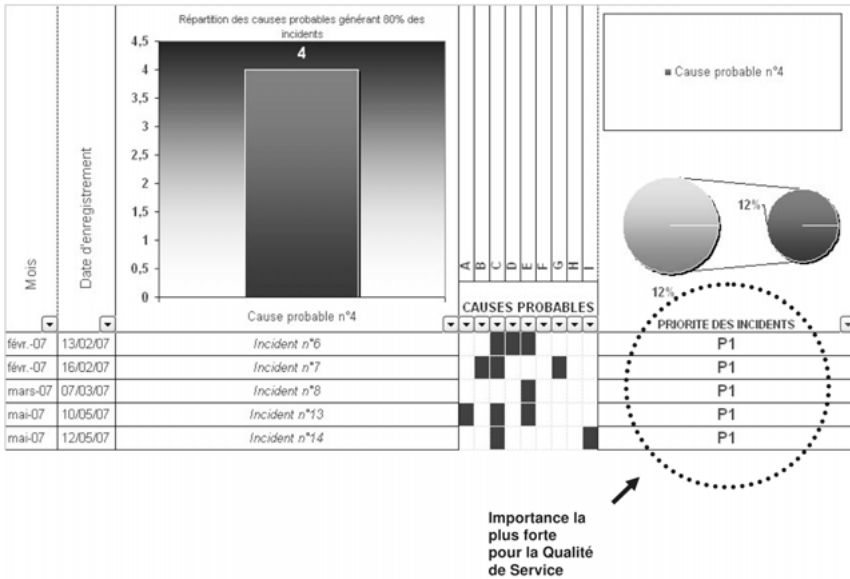 Répartition des causes probables générant 80% des
incidents
4
4,5
4
3,5
3
2,5
2
1,5
1
0,5
0
Cause probable n°4
Mois
Date d'enregistrement
A
B
C
D
E
F
G
H
I
CAUSES PROBABLES
Cause probable n°4
12%
12%
PRIORITE DES INCIDENTS
févr.-07 13/02/07 Incident n°6 P1
févr.-07 16/02/07 Incident n°7 P1
mars-07 07/03/07 Incident n°8 P1
mai-07 10/05/07 Incident n°13 P1
mai-07 12/05/07 Incident n°14 P1
Importance la
plus forte
pour la Qualité
de Service